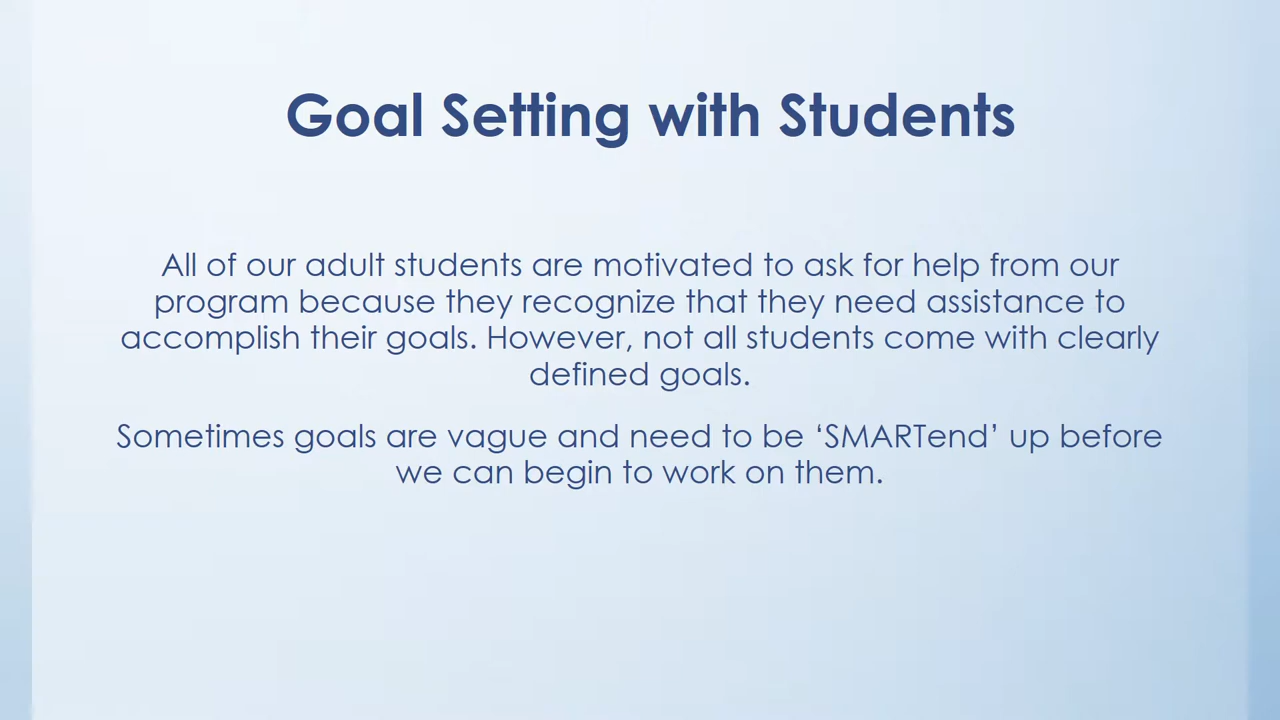 Goal Setting with Students
All of our adult students are motivated to ask for help from our
program because they recognize that they need assistance to
accomplish their goals. However, not all students come with clearly
defined goals.
Sometimes goals are vague and need to be ‘SMARTend’ up before
we can begin to work on them.